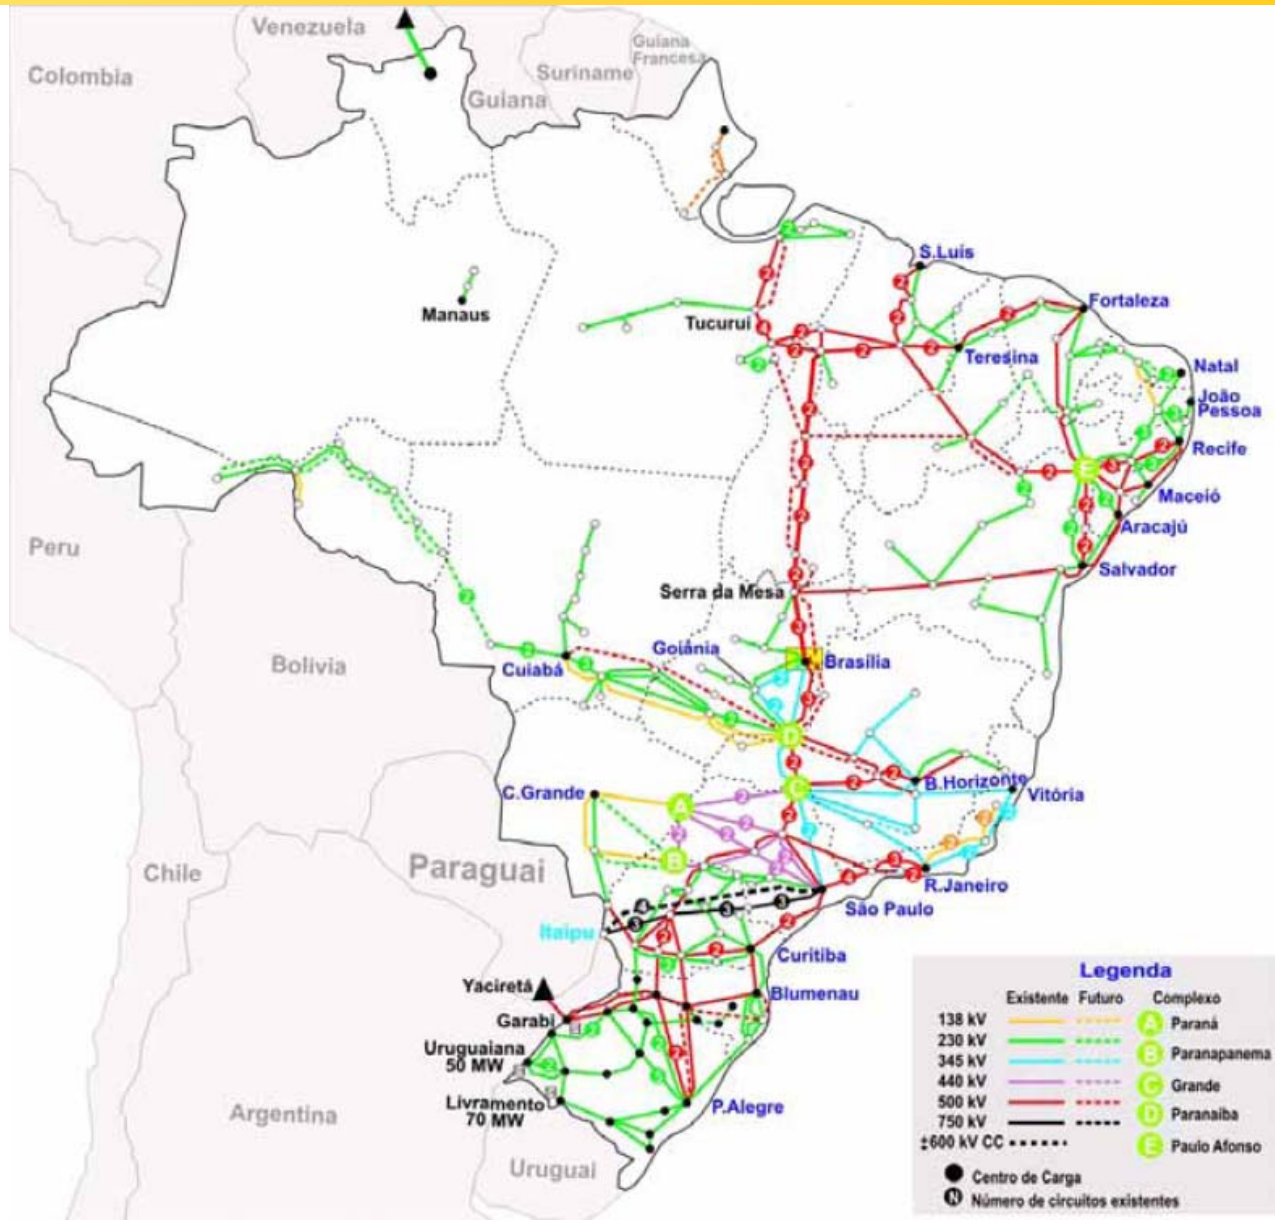 Venezuela
Guiana
Francesa
Colombia
Suriname
Guiana
S.Luis
Manaus
Tucuruí
Fortaleza
Teresina
Natal
João
Pessoa
Recife
E
Maceió
Aracajú
Peru
Salvador
Serra da Mesa
Goiânia
Brasília
Bolivia
Cuiabá
D
B.Horizonte
Vitória
C.Grande
A
C
B
Chile
Paraguai
R.Janeiro
São Paulo
Itaipu
Curitiba
Yaciretá
Blumenau
Garabi
Uruguaiana
50 MW
Livramento
70 MW
P.Alegre
Argentina
Uruguai
Legenda
Existente Futuro Complexo
138 kV A Paraná
230 kV
345 kV B Paranapanema
440 kV C Grande
500 kV D Paranaiba
750 kV
±600 kV CC E Paulo Afonso
Centro de Carga
N Número de circuitos existentes